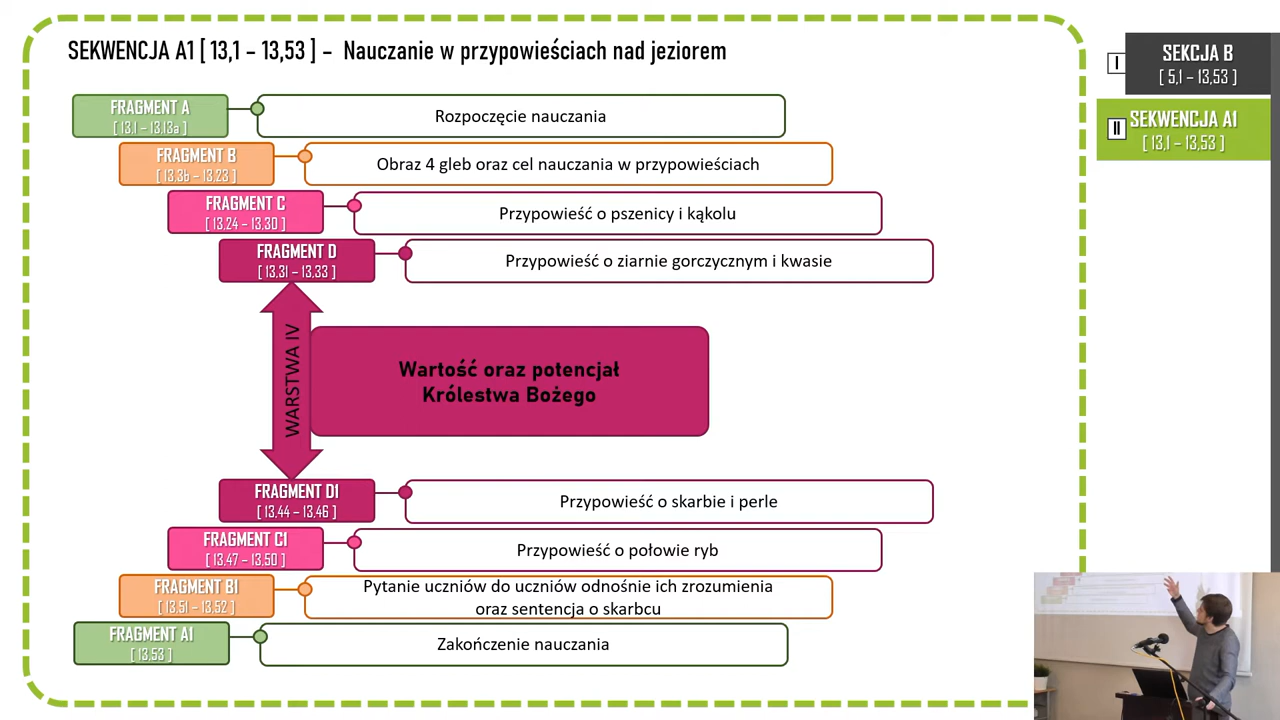 SEKWENCJA A1 [ 13,1 – 13,53 ] – Nauczanie w przypowieściach nad jeziorem
I
SEKCJA B
[ 5,1 – 13,53 ]
II
SEKWENCJA A1
[ 13,1 – 13,53 ]
FRAGMENT A
[ 13,1 – 13,13a ]
Rozpoczęcie nauczania
FRAGMENT B
[ 13,3b – 13,23 ]
Obraz 4 gleb oraz cel nauczania w przypowieściach
FRAGMENT C
[ 13,24 – 13,30 ]
Przypowieść o pszenicy i kąkolu
FRAGMENT D
[ 13,31 – 13,33 ]
Przypowieść o ziarnie gorczycznym i kwasie
WARSTWA IV
Wartość oraz potencjał
Królestwa Bożego
FRAGMENT D1
[ 13,44 – 13,46 ]
Przypowieść o skarbie i perle
FRAGMENT C1
[ 13,47 – 13,50 ]
Przypowieść o połowie ryb
FRAGMENT B1
[ 13,51 – 13,52 ]
Pytanie uczniów do uczniów odnośnie ich zrozumienia
oraz sentencja o skarbcu
FRAGMENT A1
[ 13,53 ]
Zakończenie nauczania